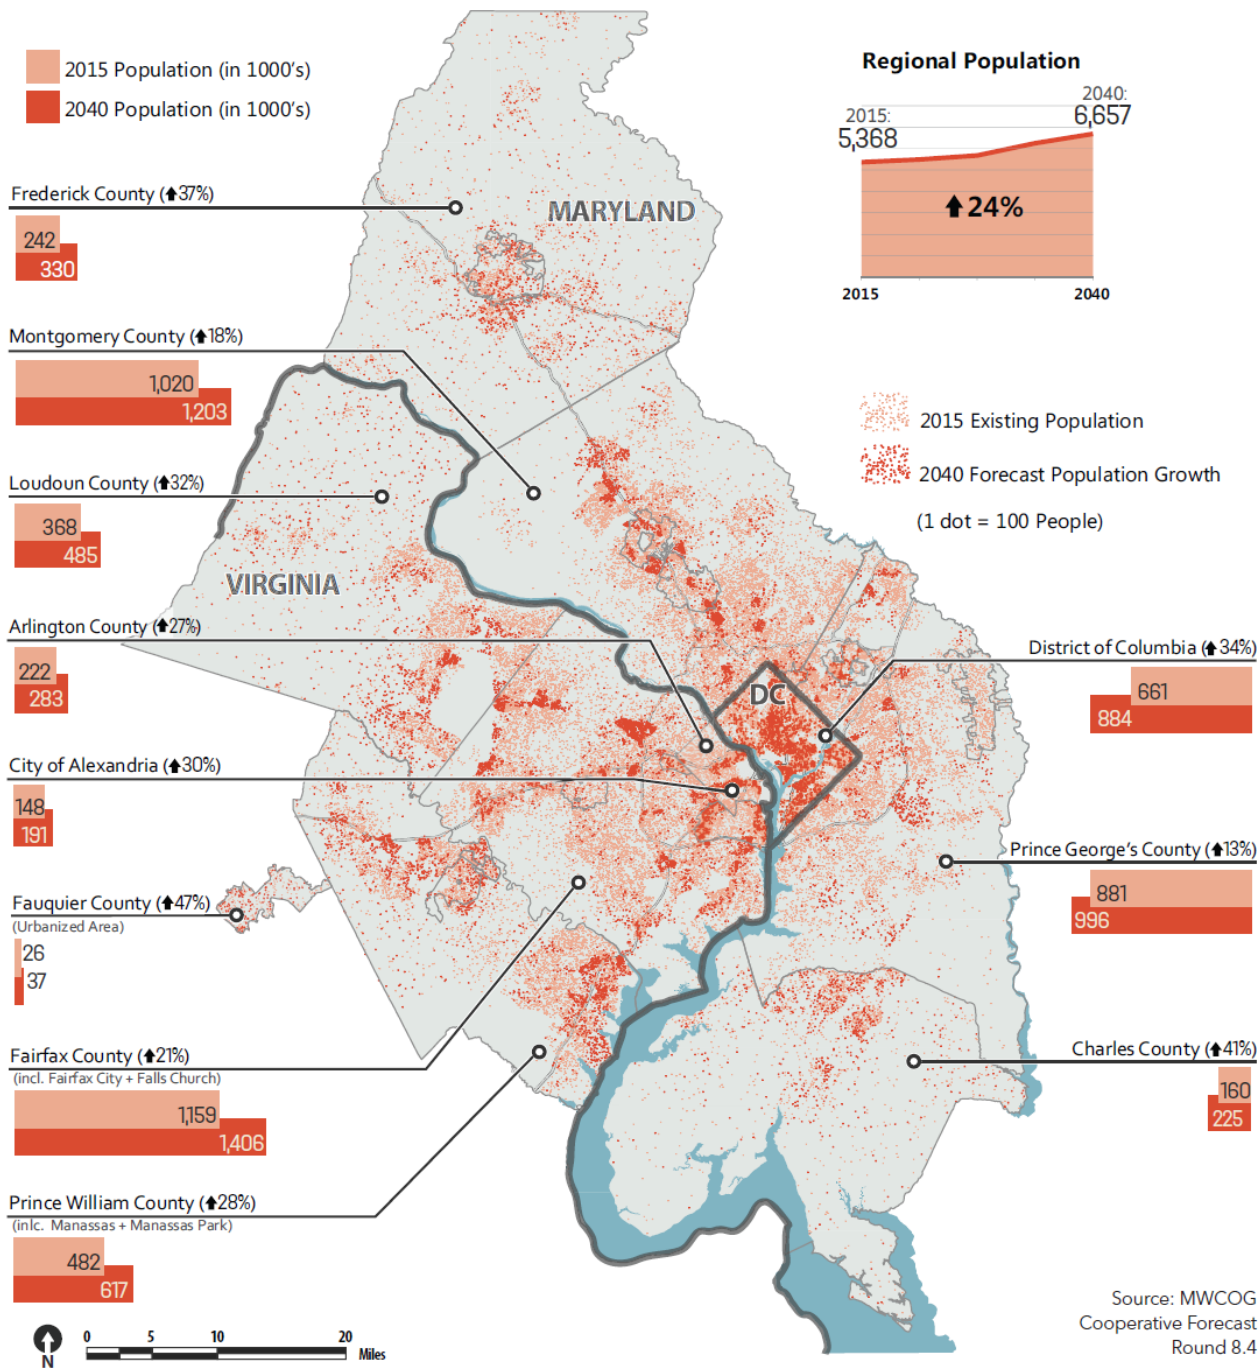 2015 Population (in 1000's)
2040 Population (in 1000's)
Regional Population
2015:
5,368
2040:
6,657
24%
2015
2040
Frederick County (⬆37%)
242
330
MARYLAND
Montgomery County (⬆18%)
1,020
1,203
2015 Existing Population
2040 Forecast Population Growth
(1 dot = 100 People)
Loudoun County (⬆32%)
368
485
VIRGINIA
Arlington County (⬆27%)
222
283
DC
District of Columbia (⬆34%)
661
884
City of Alexandria (⬆30%)
148
191
Prince George's County (⬆13%)
881
996
Fauquier County (⬆47%)
(Urbanized Area)
26
37
Fairfax County (⬆21%)
(incl. Fairfax City + Falls Church)
1,159
1,406
Charles County (⬆41%)
160
225
Prince William County (⬆28%)
(inlc. Manassas + Manassas Park)
482
617
N
0 5 10 20
Miles
Source: MWCOG
Cooperative Forecast
Round 8.4